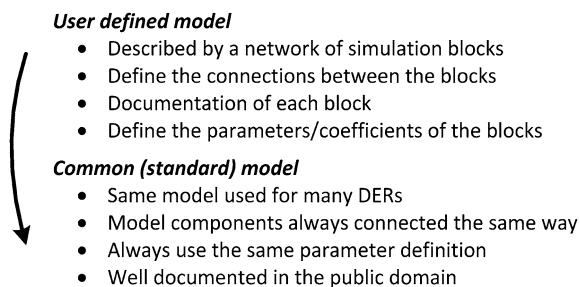 User defined model
• Described by a network of simulation blocks
• Define the connections between the blocks
• Documentation of each block
• Define the parameters/coefficients of the blocks
Common (standard) model
• Same model used for many DERs
• Model components always connected the same way
• Always use the same parameter definition
• Well documented in the public domain